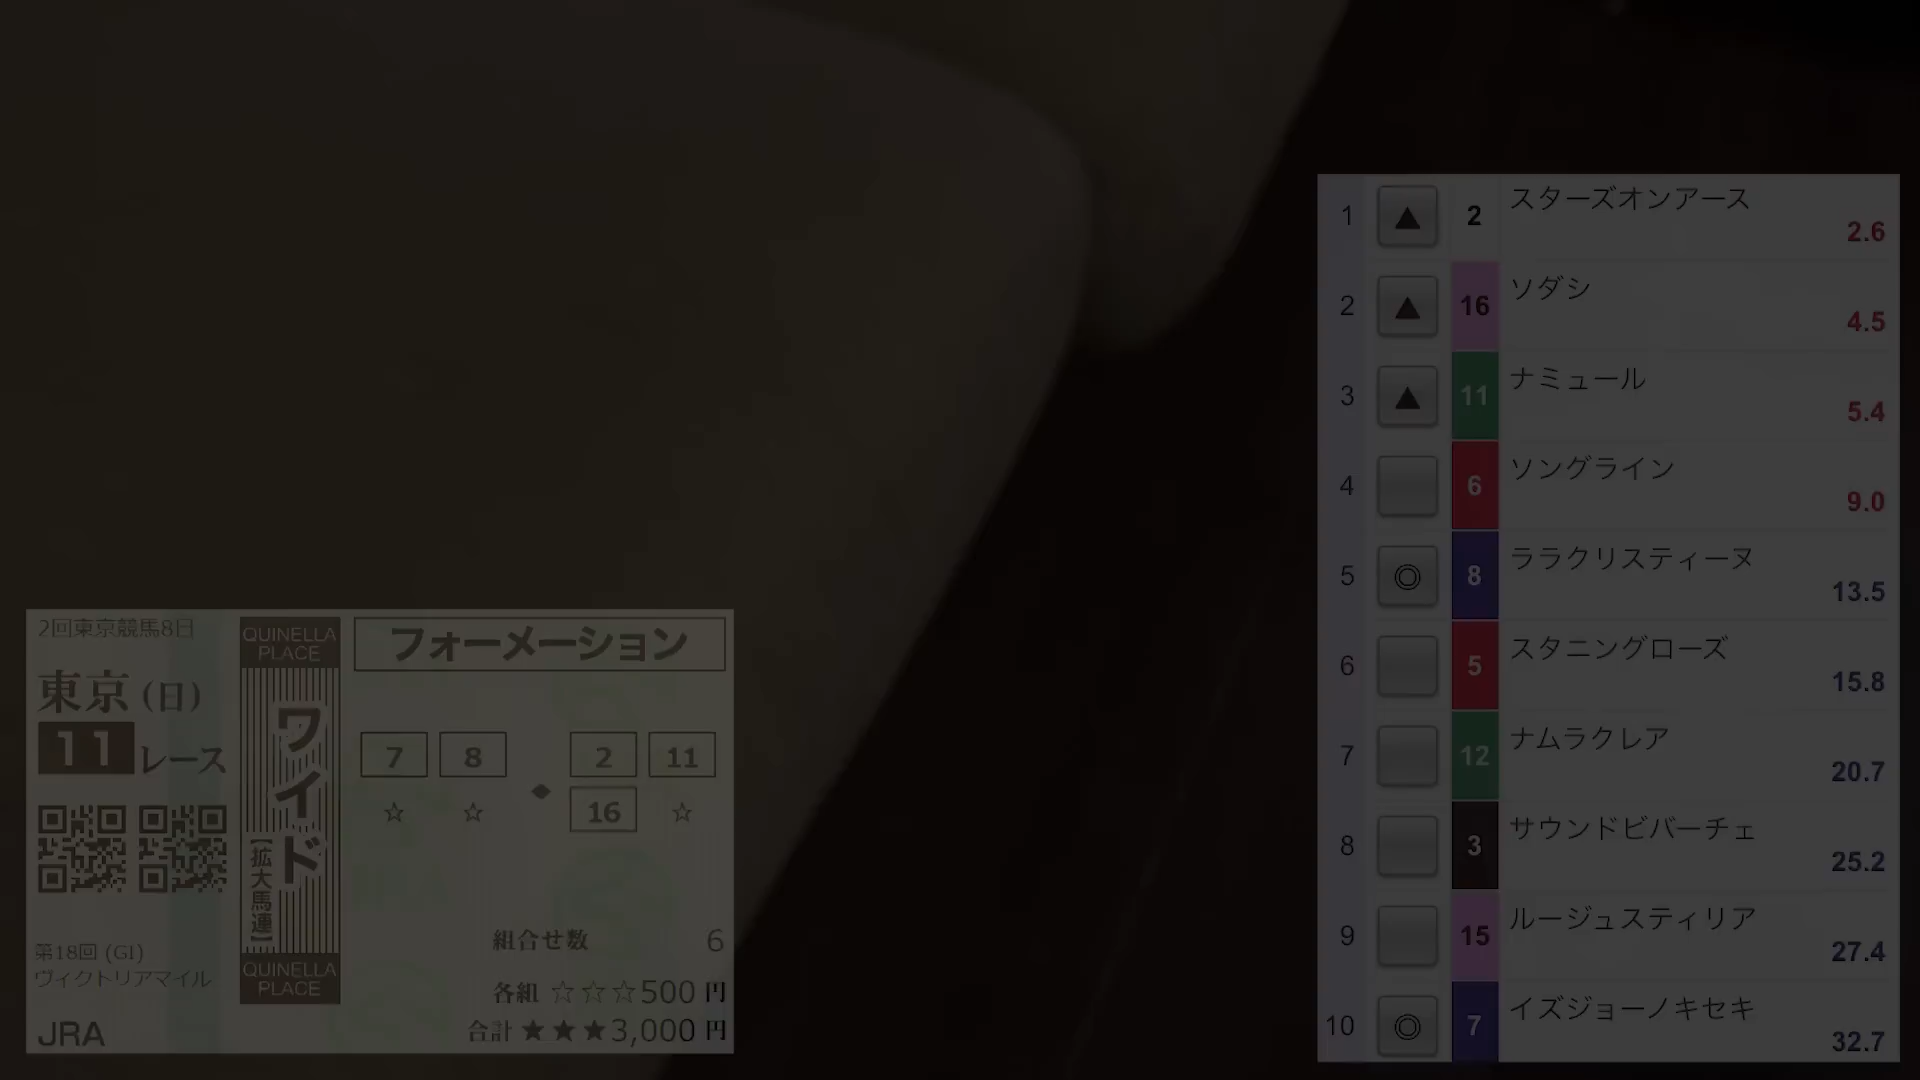 2回東京競馬8日
東京(日)
11レース
第18回(GI)
ヴィクトリアマイル
JRA
QUINELLA
PLACE
ワイド
【拡大馬連】
QUINELLA
PLACE
フォーメーション
7 8 ◆ 2 11
☆ ☆ 16 ☆
組合せ数 6
各組 ☆☆☆500円
合計 ★★★3,000円
1 ▲ 2 スターズオンアース 2.6
2 ▲ 16 ソダシ 4.5
3 ▲ 11 ナミュール 5.4
4 6 ソングライン 9.0
5 ◎ 8 ララクリスティーヌ 13.5
6 5 スタニングローズ 15.8
7 12 ナムラクレア 20.7
8 3 サウンドビバーチェ 25.2
9 15 ルージュスティリア 27.4
10 ◎ 7 イズジョーノキセキ 32.7